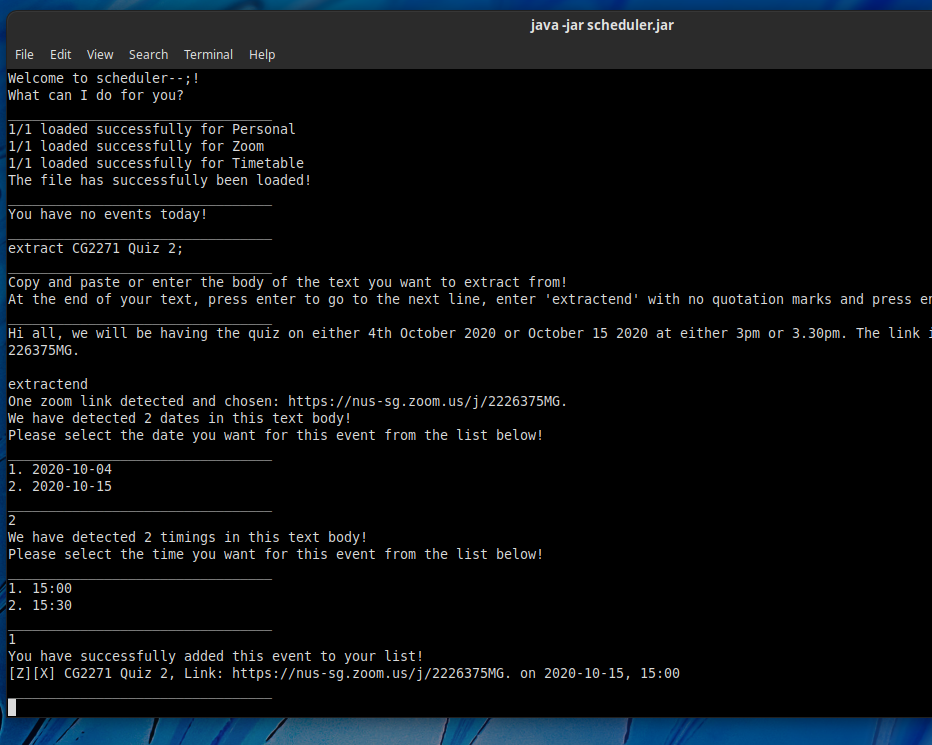 java -jar scheduler.jar
File Edit View Search Terminal Help
Welcome to scheduler--;!
What can I do for you?
_________________________________
1/1 loaded successfully for Personal
1/1 loaded successfully for Zoom
1/1 loaded successfully for Timetable
The file has successfully been loaded!
_________________________________
You have no events today!
_________________________________
extract CG2271 Quiz 2;
_________________________________
Copy and paste or enter the body of the text you want to extract from!
At the end of your text, press enter to go to the next line, enter 'extractend' with no quotation marks and press
_________________________________
Hi all, we will be having the quiz on either 4th October 2020 or October 15 2020 at either 3pm or 3.30pm. The link
226375MG.
extractend
One zoom link detected and chosen: https://nus-sg.zoom.us/j/2226375MG.
We have detected 2 dates in this text body!
Please select the date you want for this event from the list below!
_________________________________
1. 2020-10-04
2. 2020-10-15
_________________________________
2
We have detected 2 timings in this text body!
Please select the time you want for this event from the list below!
_________________________________
1. 15:00
2. 15:30
_________________________________
1
You have successfully added this event to your list!
[Z][X] CG2271 Quiz 2, Link: https://nus-sg.zoom.us/j/2226375MG. on 2020-10-15, 15:00
_________________________________